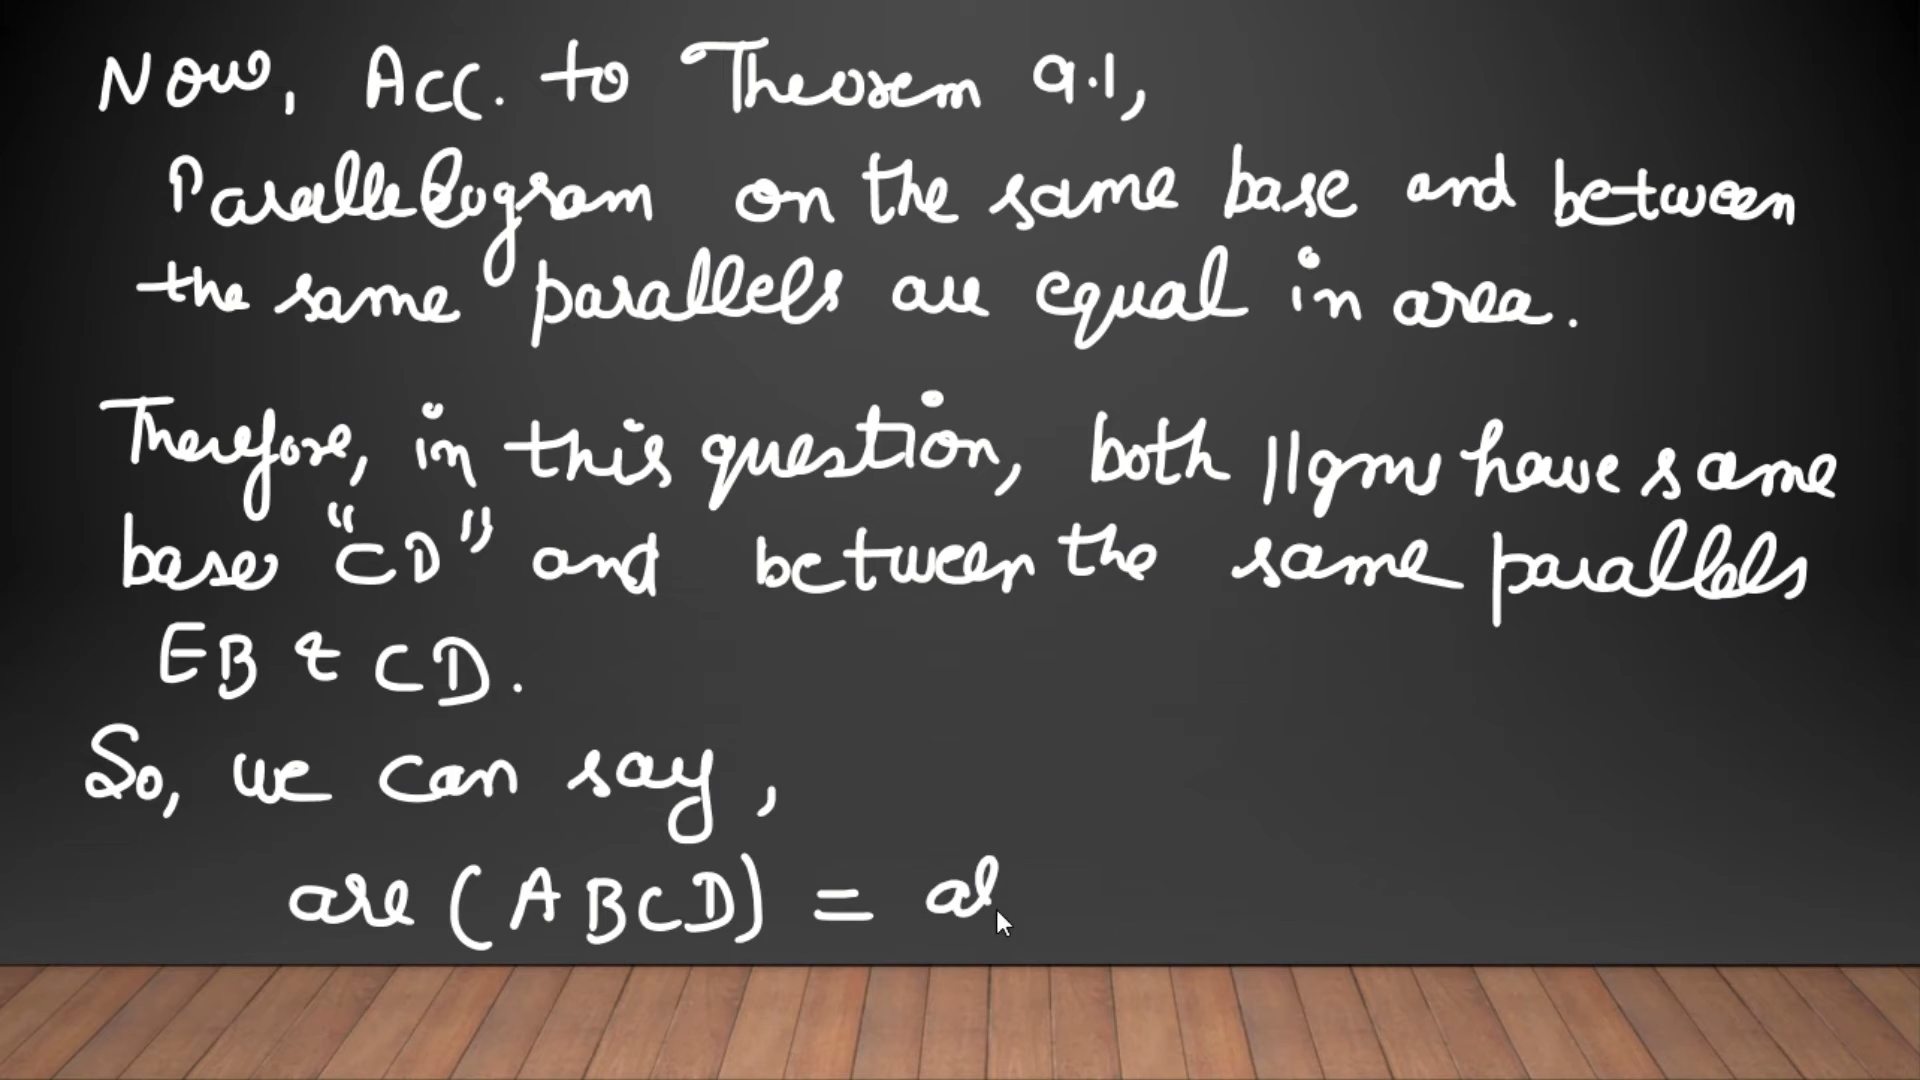 Now, Acc. to Theorem 9.1,
Parallelogram on the same base and between
the same parallels are equal in area.
Therefore, in this question, both ||gms have same
base "CD" and between the same parallels
EB & CD.
So, we can say,
are (ABCD) =